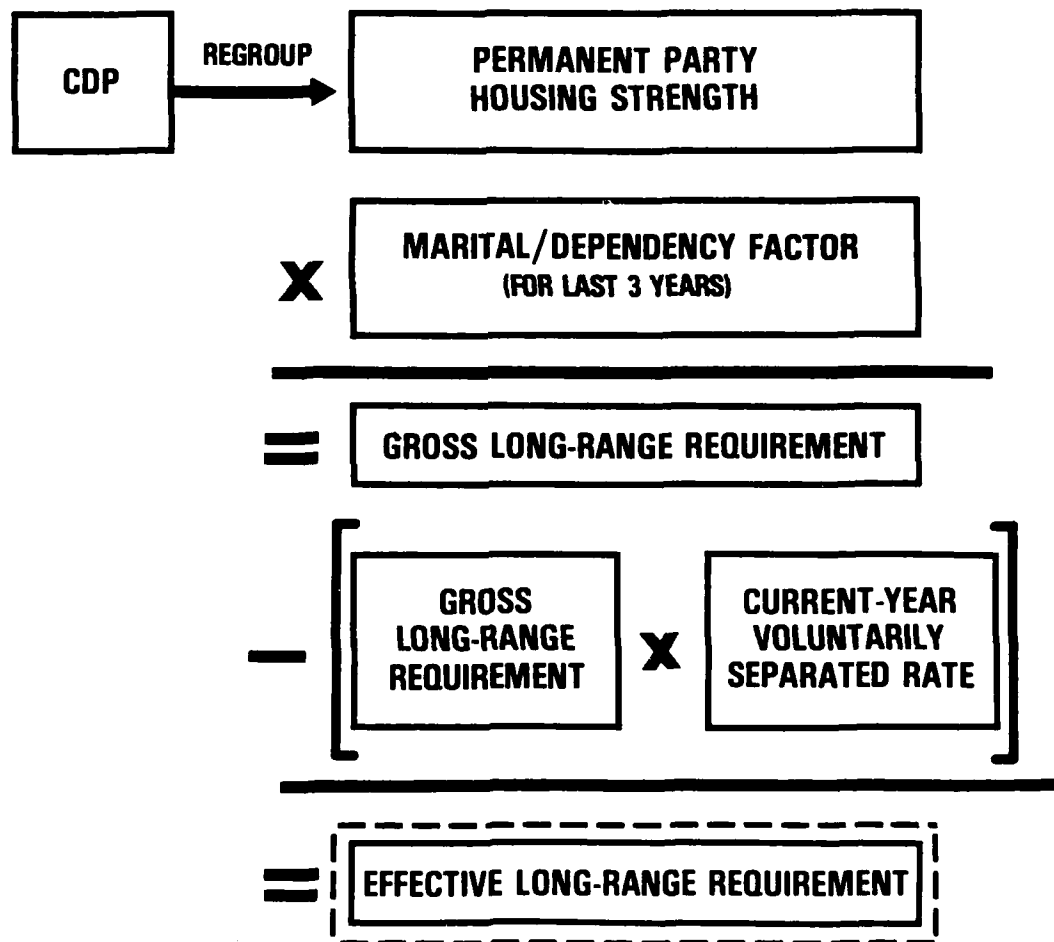 CDP
REGROUP
PERMANENT PARTY
HOUSING STRENGTH
X
MARITAL/DEPENDENCY FACTOR
(FOR LAST 3 YEARS)
=
GROSS LONG-RANGE REQUIREMENT
–
[
GROSS
LONG-RANGE
REQUIREMENT
X
CURRENT-YEAR
VOLUNTARILY
SEPARATED RATE
]
=
EFFECTIVE LONG-RANGE REQUIREMENT